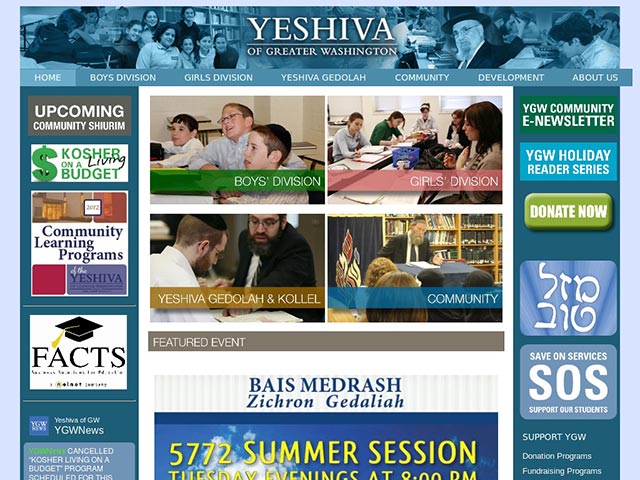 YESHIVA
OF GREATER WASHINGTON
HOME BOYS DIVISION GIRLS DIVISION YESHIVA GEDOLAH COMMUNITY DEVELOPMENT ABOUT US
UPCOMING
COMMUNITY SHIURIM
$ KOSHER
ON A Living
BUDGET
2012
Community
Learning
Programs
of the
YESHIVA
FACTS
a nelnet company
Yeshiva of GW
YGW
NEWS
YGWNews
YGWNews CANCELLED
"KOSHER LIVING ON A
BUDGET" PROGRAM
SCHEDULED FOR THIS
BOYS' DIVISION
GIRLS' DIVISION
YESHIVA GEDOLAH & KOLLEL
COMMUNITY
FEATURED EVENT
BAIS MEDRASH
Zichron Gedaliah
5772 SUMMER SESSION
TUESDAY EVENINGS AT 8:00 PM
YGW COMMUNITY
E-NEWSLETTER
YGW HOLIDAY
READER SERIES
DONATE NOW
מזל
טוב
SAVE ON SERVICES
SOS
SUPPORT OUR STUDENTS
SUPPORT YGW
Donation Programs
Fundraising Programs